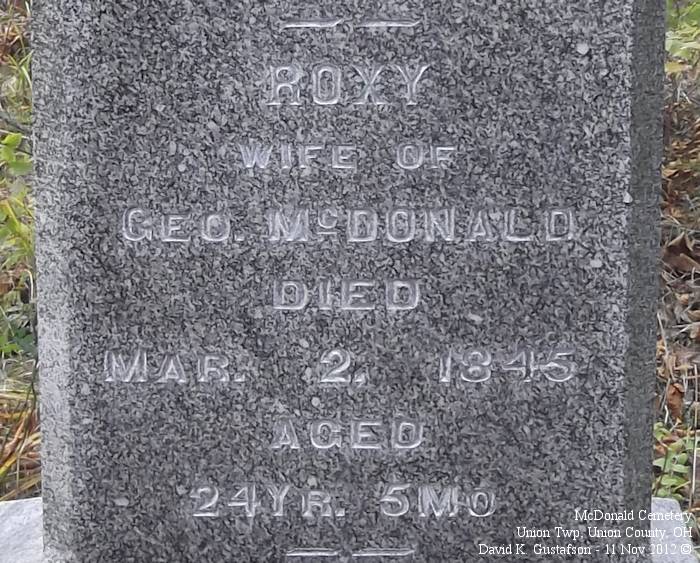 ROXY
WIFE OF
GEO. McDONALD
DIED
MAR. 2, 1845
AGED
24YR. 5MO
McDonald Cemetery
Union Twp, Union County, OH
David K. Gustafson - 11 Nov 2012 ©